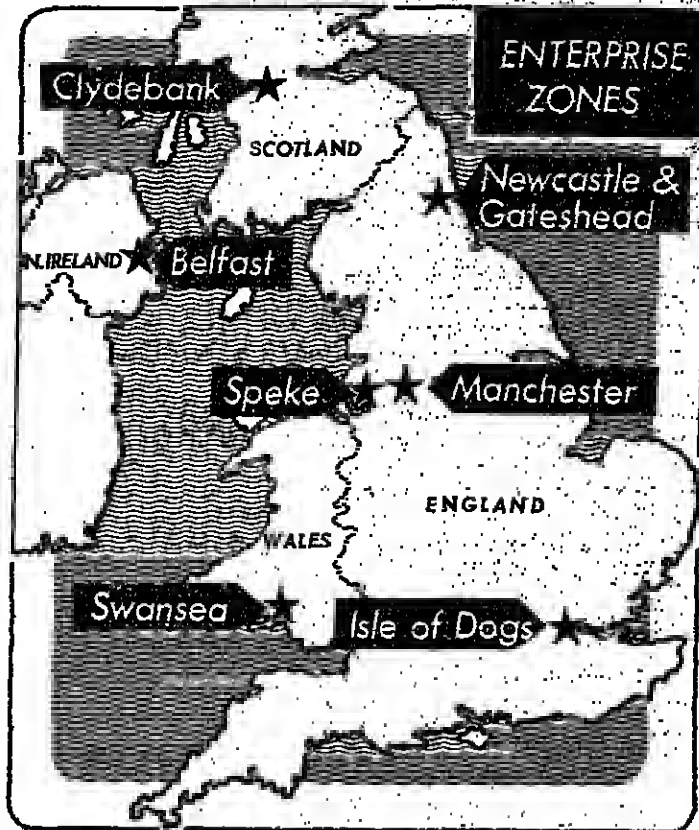 ENTERPRISE
ZONES
Clydebank
SCOTLAND
Newcastle &
Gateshead
N.IRELAND
Belfast
Speke
Manchester
ENGLAND
WALES
Swansea
Isle of Dogs